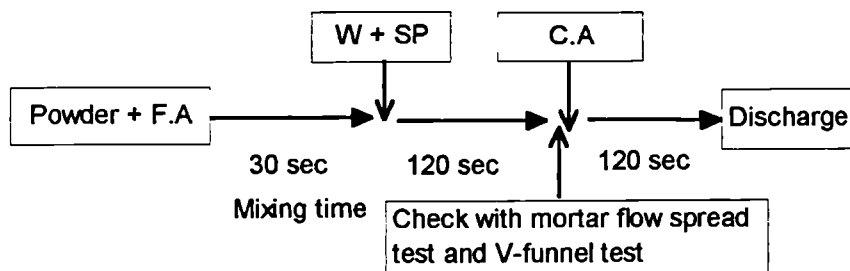 W + SP
C.A
Powder + F.A
Discharge
30 sec
120 sec
120 sec
Mixing time
Check with mortar flow spread
test and V-funnel test